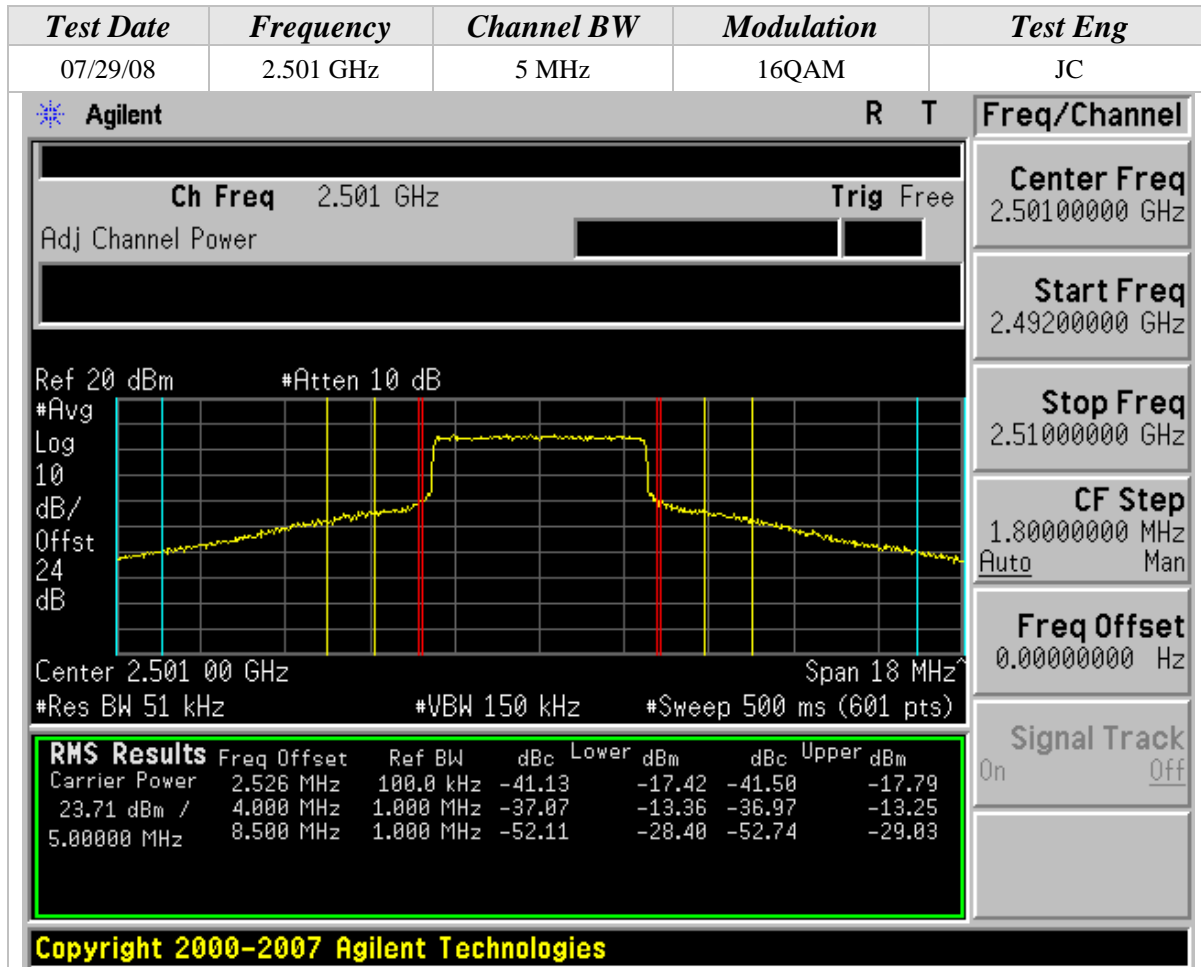 Test Date Frequency Channel BW Modulation Test Eng
07/29/08 2.501 GHz 5 MHz 16QAM JC
Agilent R T Freq/Channel
Ch Freq 2.501 GHz Trig Free
Adj Channel Power
Center Freq
2.50100000 GHz
Start Freq
2.49200000 GHz
Stop Freq
2.51000000 GHz
CF Step
1.80000000 MHz
Auto Man
Freq Offset
0.00000000 Hz
Signal Track
On Off
Ref 20 dBm #Atten 10 dB
#Avg
Log
10
dB/
Offst
24
dB
Center 2.501 00 GHz Span 18 MHz^
#Res BW 51 kHz #VBW 150 kHz #Sweep 500 ms (601 pts)
RMS Results Freq Offset Ref BW dBc Lower dBm dBc Upper dBm
Carrier Power 2.526 MHz 100.0 kHz -41.13 -17.42 -41.50 -17.79
23.71 dBm / 4.000 MHz 1.000 MHz -37.07 -13.36 -36.97 -13.25
5.00000 MHz 8.500 MHz 1.000 MHz -52.11 -28.40 -52.74 -29.03
Copyright 2000-2007 Agilent Technologies